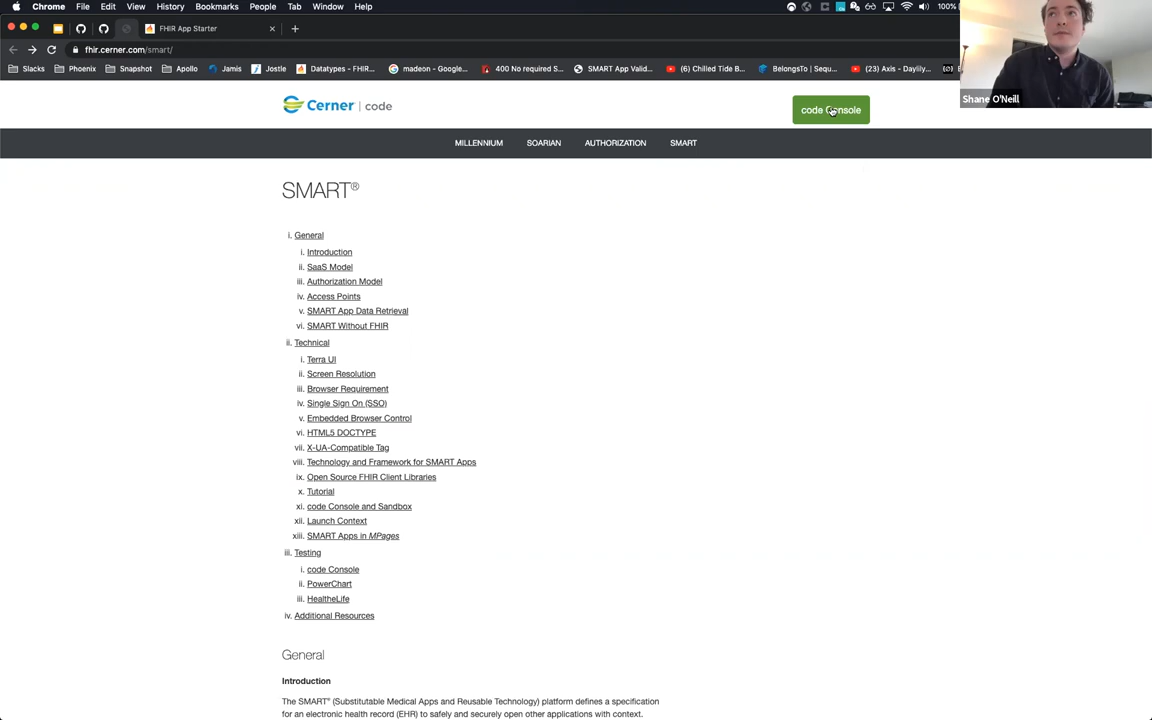 Chrome File Edit View History Bookmarks People Tab Window Help 100%
FHIR App Starter
fhir.cerner.com/smart/
Slacks Phoenix Snapshot Apollo Jamis Jostle Datatypes - FHIR... madeon - Google... 400 No required S... SMART App Valid... (6) Chilled Tide B... BelongsTo | Sequ... (23) Axis - Daylily...
Shane O'Neill
Cerner | code
code Console
MILLENNIUM SOARIAN AUTHORIZATION SMART
SMART®
i. General
i. Introduction
ii. SaaS Model
iii. Authorization Model
iv. Access Points
v. SMART App Data Retrieval
vi. SMART Without FHIR
ii. Technical
i. Terra UI
ii. Screen Resolution
iii. Browser Requirement
iv. Single Sign On (SSO)
v. Embedded Browser Control
vi. HTML5 DOCTYPE
vii. X-UA-Compatible Tag
viii. Technology and Framework for SMART Apps
ix. Open Source FHIR Client Libraries
x. Tutorial
xi. code Console and Sandbox
xii. Launch Context
xiii. SMART Apps in MPages
iii. Testing
i. code Console
ii. PowerChart
iii. HealtheLife
iv. Additional Resources
General
Introduction
The SMART® (Substitutable Medical Apps and Reusable Technology) platform defines a specification
for an electronic health record (EHR) to safely and securely open other applications with context.